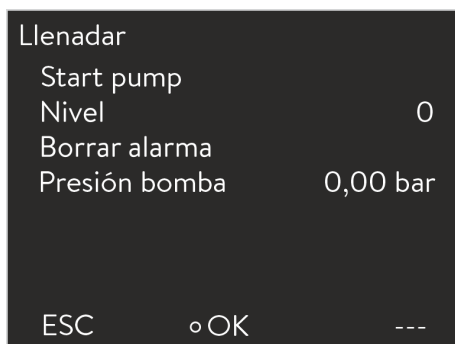 Llenadar
Start pump
Nivel 0
Borrar alarma
Presión bomba 0,00 bar
ESC ○ OK ---